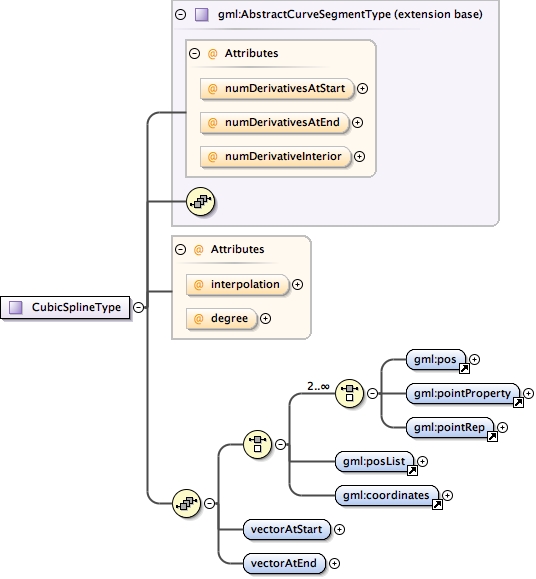 gml:AbstractCurveSegmentType (extension base)
@ Attributes
@ numDerivativesAtStart
@ numDerivativesAtEnd
@ numDerivativeInterior
@ Attributes
@ interpolation
@ degree
CubicSplineType
2..∞
gml:pos
gml:pointProperty
gml:pointRep
gml:posList
gml:coordinates
vectorAtStart
vectorAtEnd